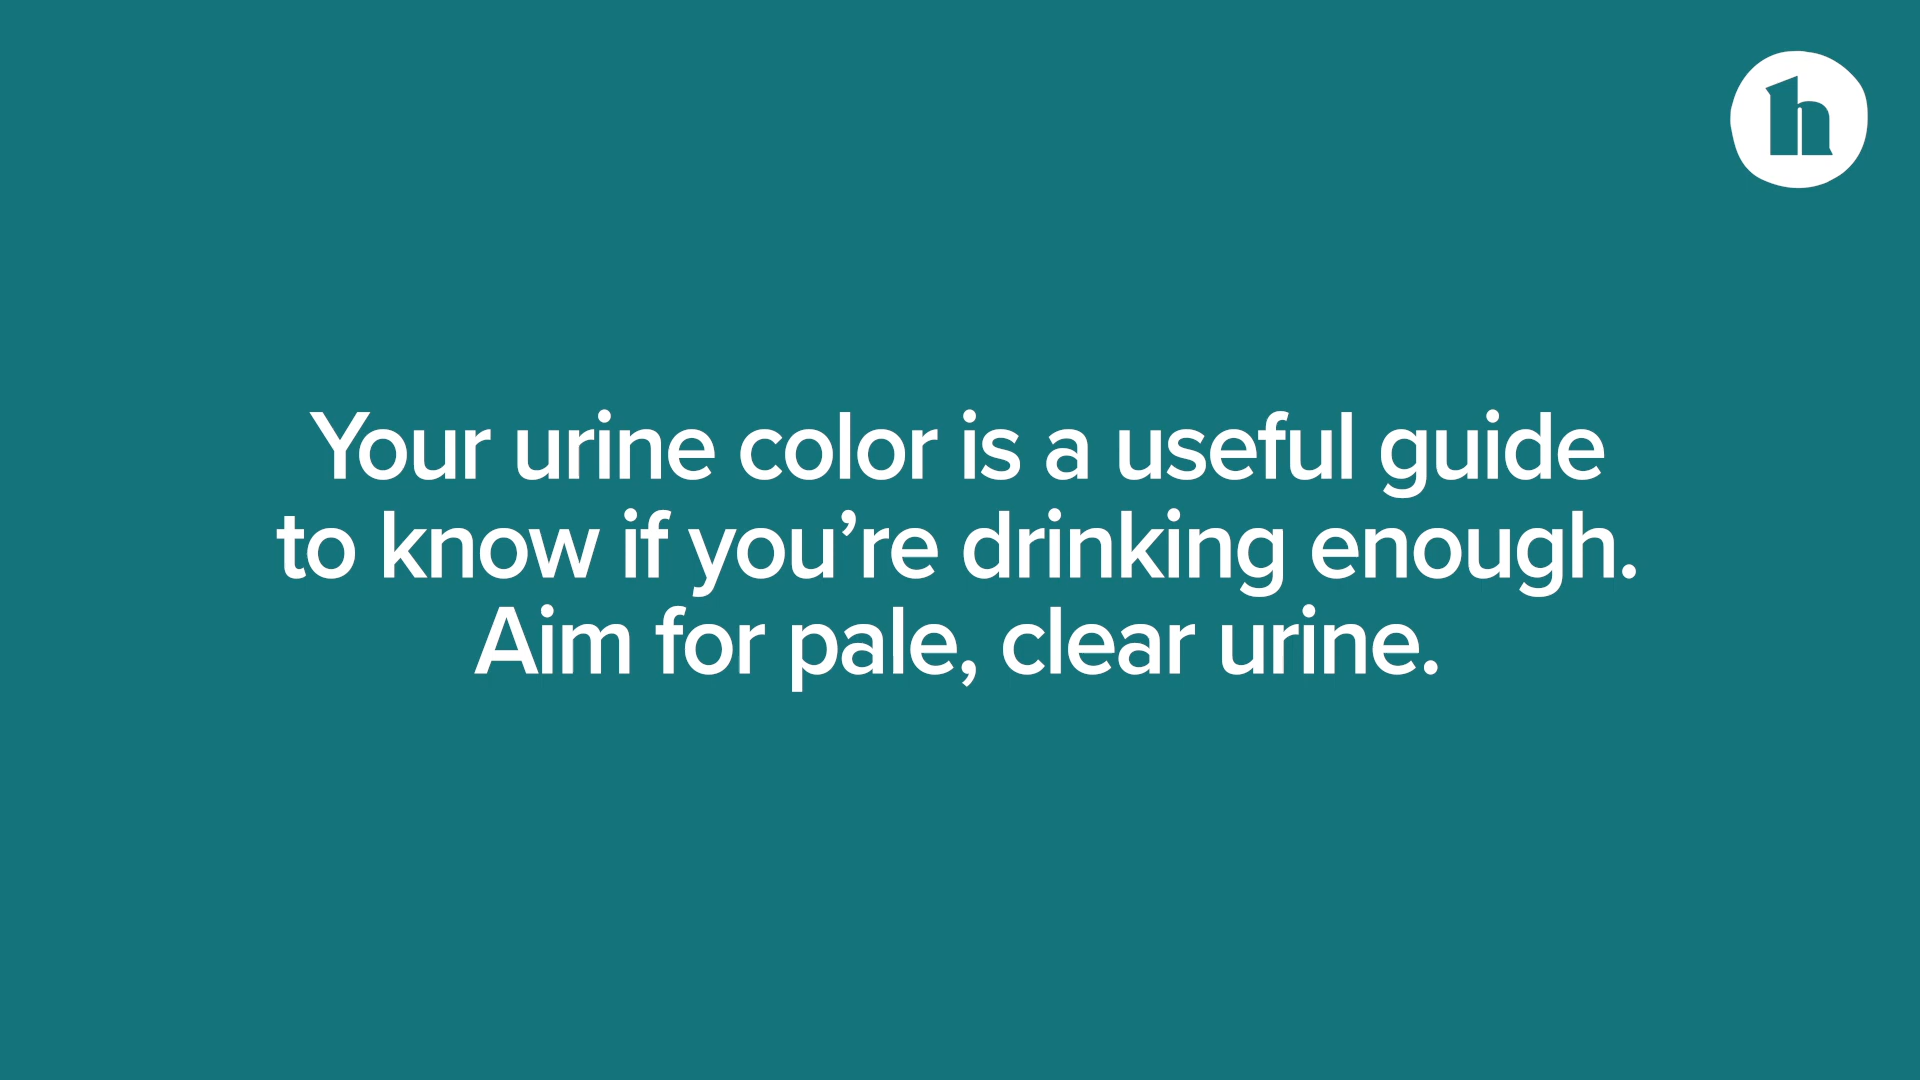 h
Your urine color is a useful guide
to know if you’re drinking enough.
Aim for pale, clear urine.